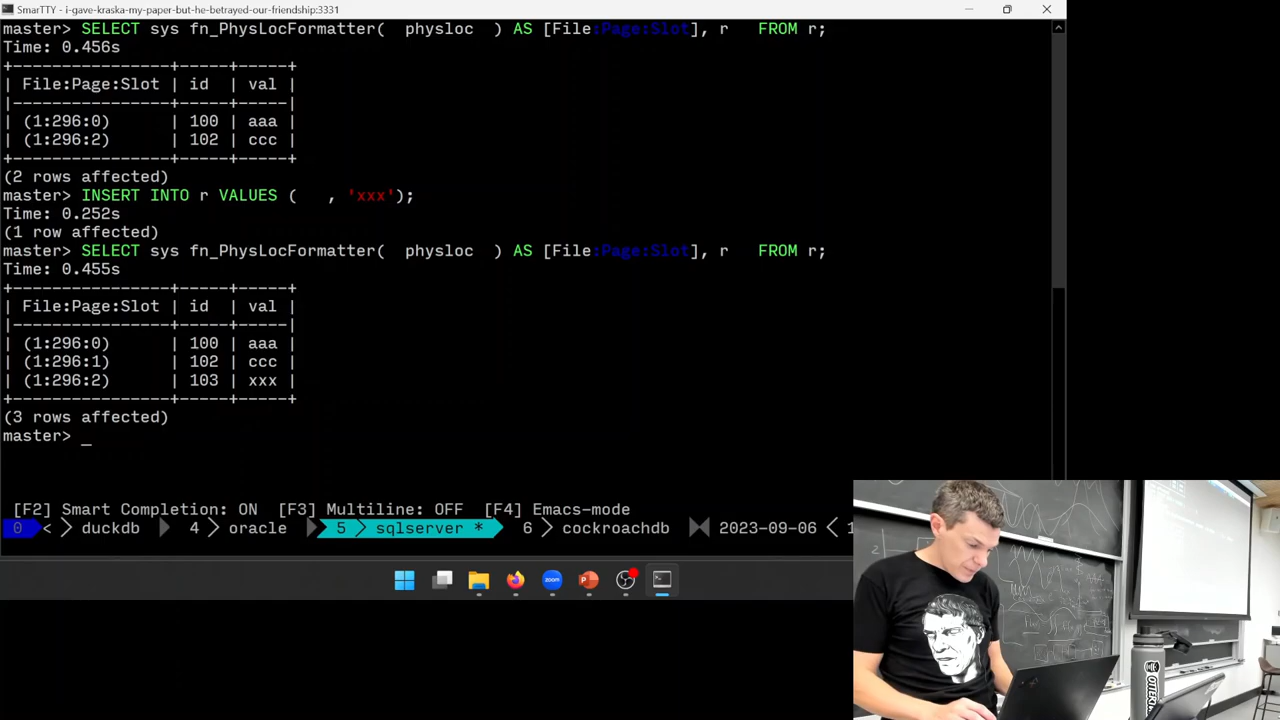 SmarTTY - i-gave-kraska-my-paper-but-he-betrayed-our-friendship:3331
master> SELECT sys fn_PhysLocFormatter( physloc ) AS [File:Page:Slot], r FROM r;
Time: 0.456s
+----------------+-----+-----+
| File:Page:Slot | id | val |
|----------------+-----+-----|
| (1:296:0) | 100 | aaa |
| (1:296:2) | 102 | ccc |
+----------------+-----+-----+
(2 rows affected)
master> INSERT INTO r VALUES ( , 'xxx');
Time: 0.252s
(1 row affected)
master> SELECT sys fn_PhysLocFormatter( physloc ) AS [File:Page:Slot], r FROM r;
Time: 0.455s
+----------------+-----+-----+
| File:Page:Slot | id | val |
|----------------+-----+-----|
| (1:296:0) | 100 | aaa |
| (1:296:1) | 102 | ccc |
| (1:296:2) | 103 | xxx |
+----------------+-----+-----+
(3 rows affected)
master> _
[F2] Smart Completion: ON [F3] Multiline: OFF [F4] Emacs-mode
0 < > duckdb > 4 > oracle > 5 > sqlserver * > 6 > cockroachdb 2023-09-06 < 1
zoom